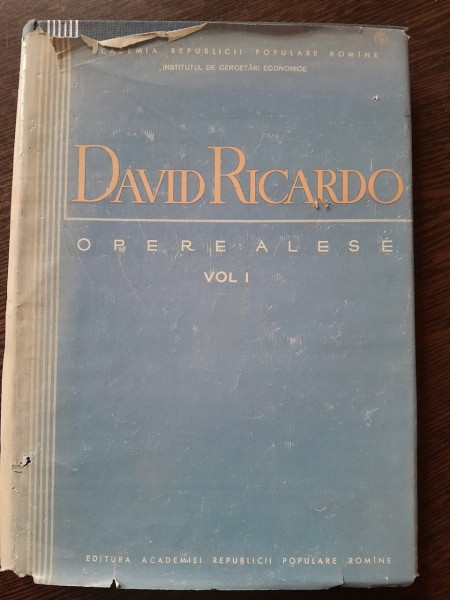 ACADEMIA REPUBLICII POPULARE ROMÎNE
INSTITUTUL DE CERCETĂRI ECONOMICE
DAVID RICARDO
OPERE ALESE
VOL I
EDITURA ACADEMIEI REPUBLICII POPULARE ROMÎNE